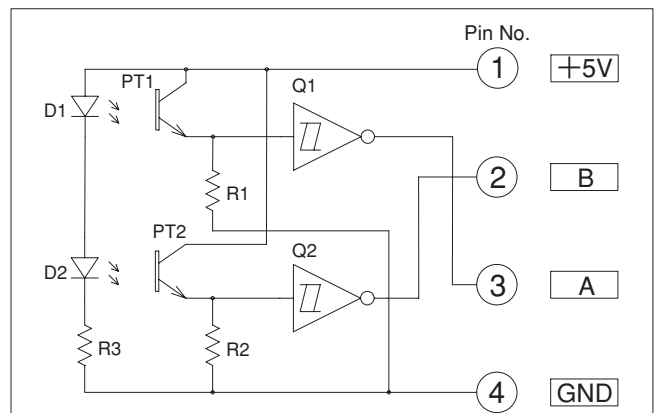 Pin No.
PT1
Q1
1
+5V
D1
R1
2
B
PT2
Q2
D2
3
A
R3
R2
4
GND